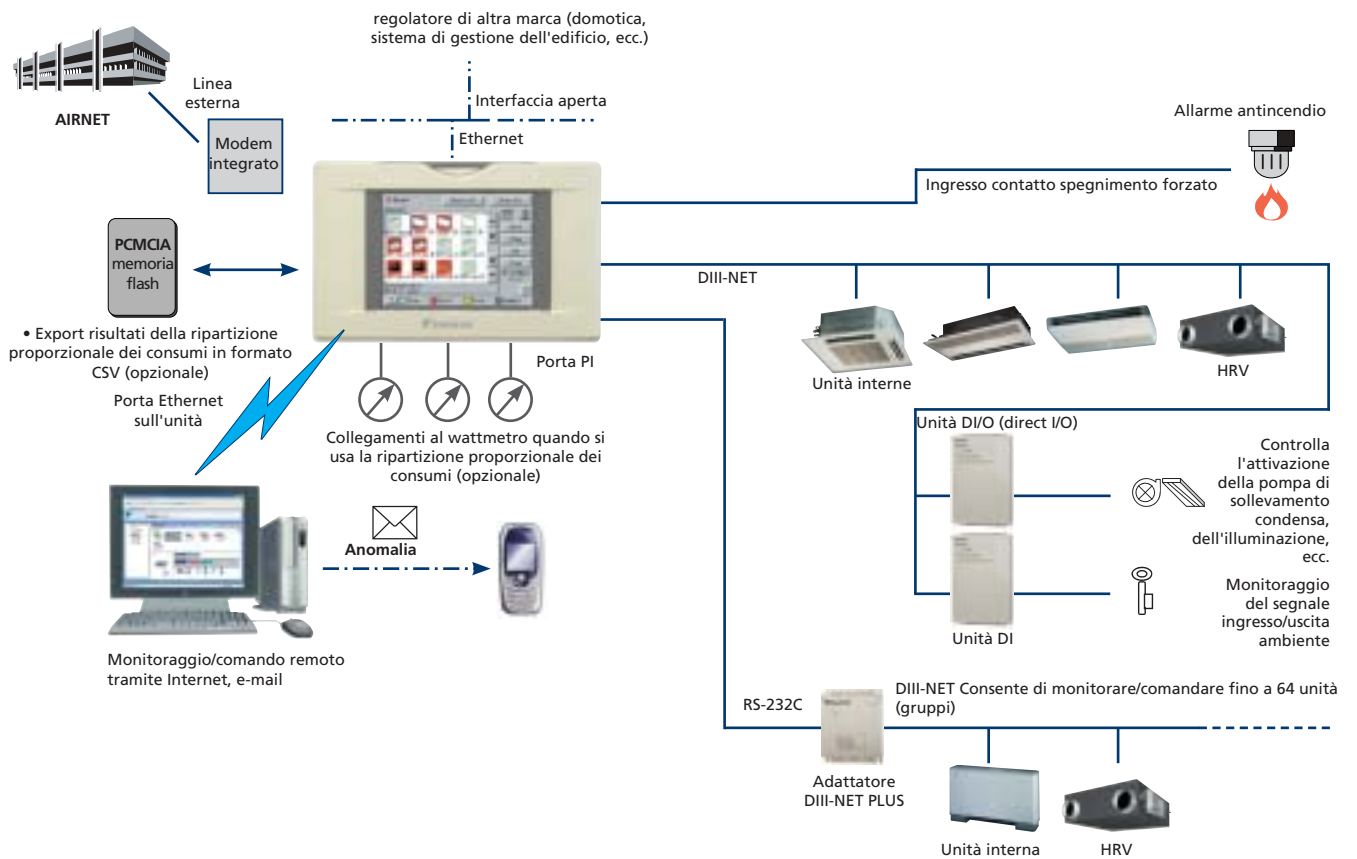 regolatore di altra marca (domotica,
sistema di gestione dell'edificio, ecc.)
Linea
esterna
AIRNET
Interfaccia aperta
Allarme antincendio
Modem
integrato
Ethernet
Ingresso contatto spegnimento forzato
PCMCIA
memoria
flash
DIII-NET
• Export risultati della ripartizione
proporzionale dei consumi in formato
CSV (opzionale)
Porta PI
Unità interne
HRV
Porta Ethernet
sull'unità
Collegamenti al wattmetro quando si
usa la ripartizione proporzionale dei
consumi (opzionale)
Unità DI/O (direct I/O)
Controlla
l'attivazione
della pompa di
sollevamento
condensa,
dell'illuminazione,
ecc.
Anomalia
Monitoraggio
del segnale
ingresso/uscita
ambiente
Unità DI
Monitoraggio/comando remoto
tramite Internet, e-mail
RS-232C
DIII-NET Consente di monitorare/comandare fino a 64 unità
(gruppi)
Adattatore
DIII-NET PLUS
Unità interna
HRV